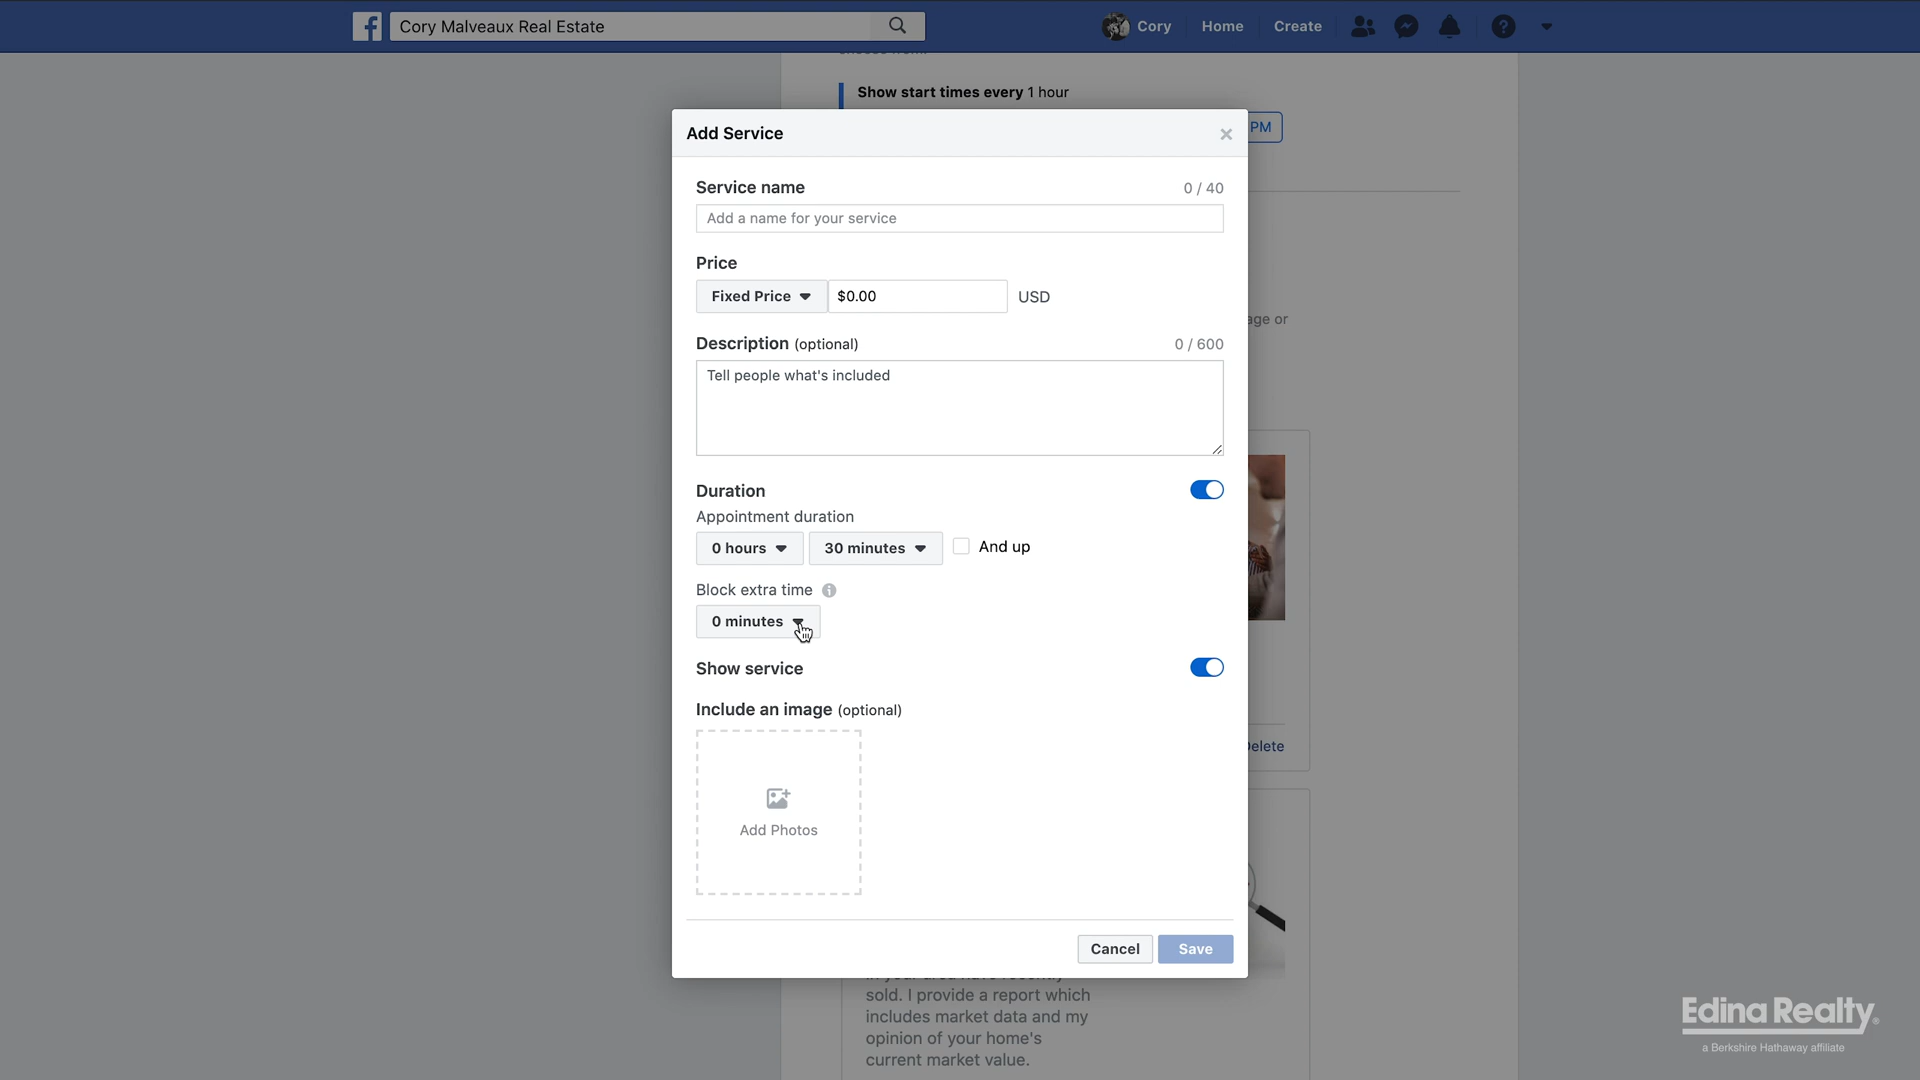 Cory Malveaux Real Estate
Cory
Home
Create
Show start times every 1 hour
PM
Add Service
Service name
0 / 40
Add a name for your service
Price
Fixed Price
$0.00
USD
age or
Description (optional)
0 / 600
Tell people what's included
Duration
Appointment duration
0 hours
30 minutes
And up
Block extra time
0 minutes
Show service
Include an image (optional)
Delete
Add Photos
Cancel
Save
sold. I provide a report which
includes market data and my
opinion of your home's
current market value.
Edina Realty®
a Berkshire Hathaway affiliate